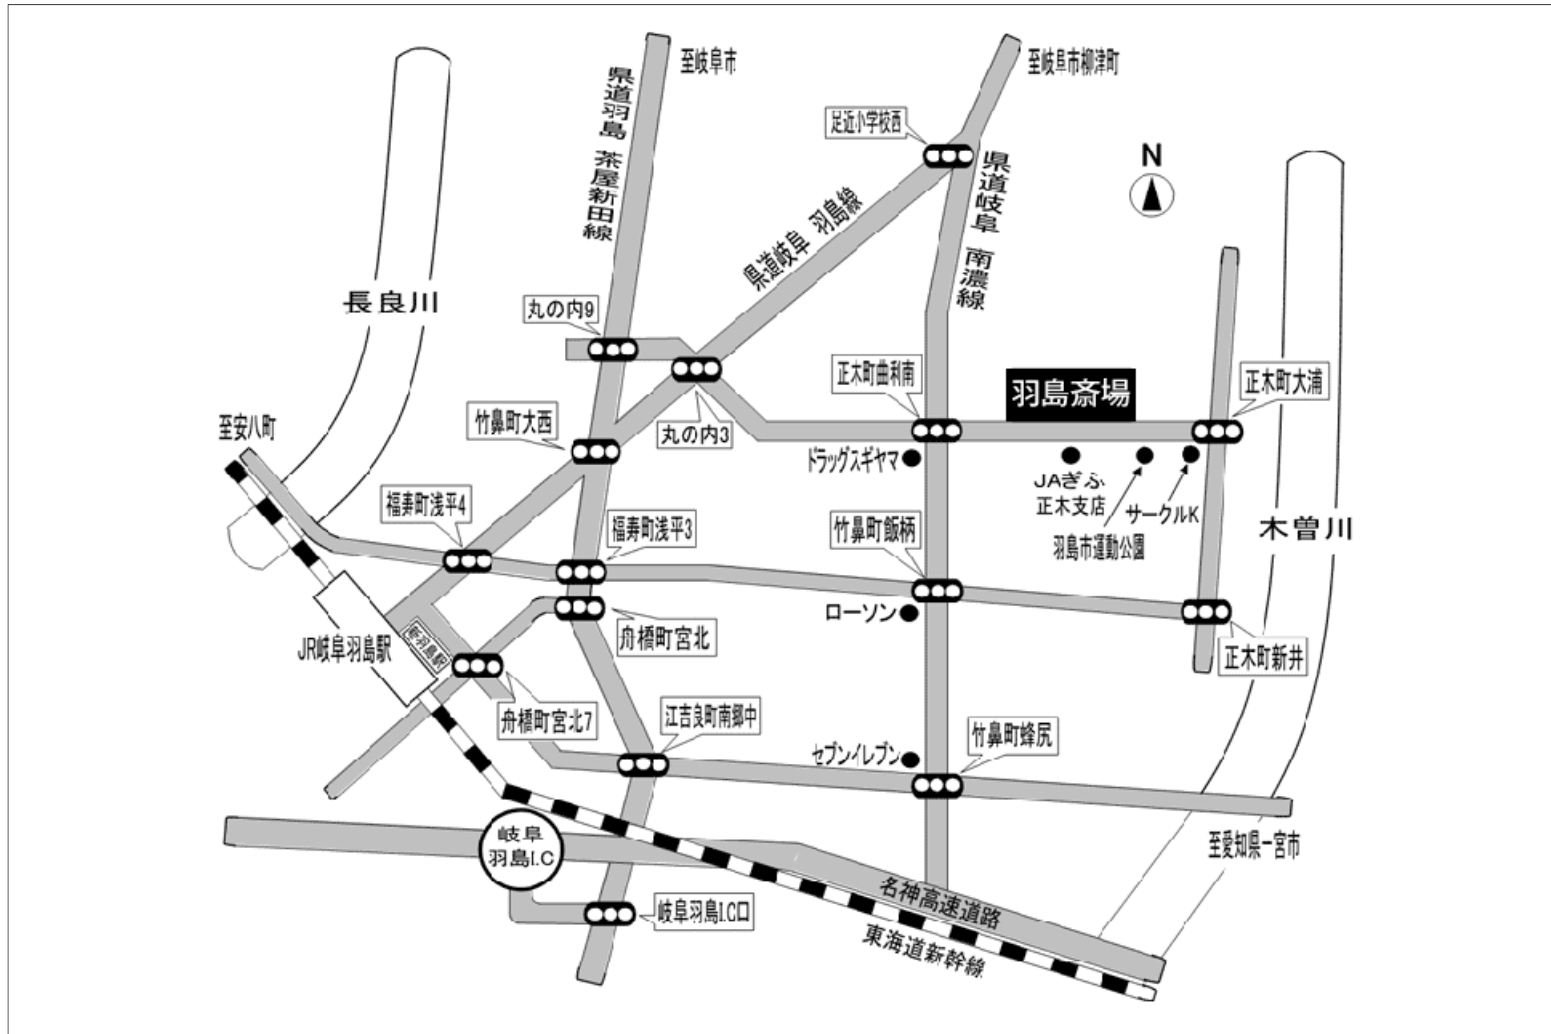 至岐阜市
至岐阜市柳津町
県道羽島 茶屋新田線
足近小学校西
N
県道岐阜 南濃線
県道岐阜 羽島線
長良川
丸の内9
正木町曲利南
羽島斎場
正木町大浦
竹鼻町大西
丸の内3
至安八町
ドラッグスギヤマ
JAぎふ
正木支店
サークルK
羽島市運動公園
木曽川
福寿町浅平4
福寿町浅平3
竹鼻町飯柄
ローソン
JR岐阜羽島駅
新羽島駅
舟橋町宮北
正木町新井
舟橋町宮北7
江吉良町南郷中
セブンイレブン
竹鼻町蜂尻
岐阜
羽島I.C
至愛知県一宮市
名神高速道路
岐阜羽島I.C口
東海道新幹線